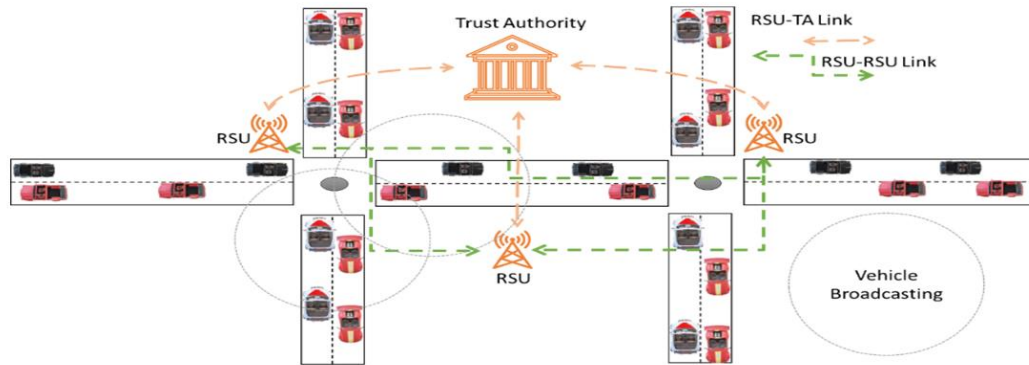 Trust Authority
RSU-TA Link
RSU-RSU Link
RSU
RSU
RSU
Vehicle
Broadcasting